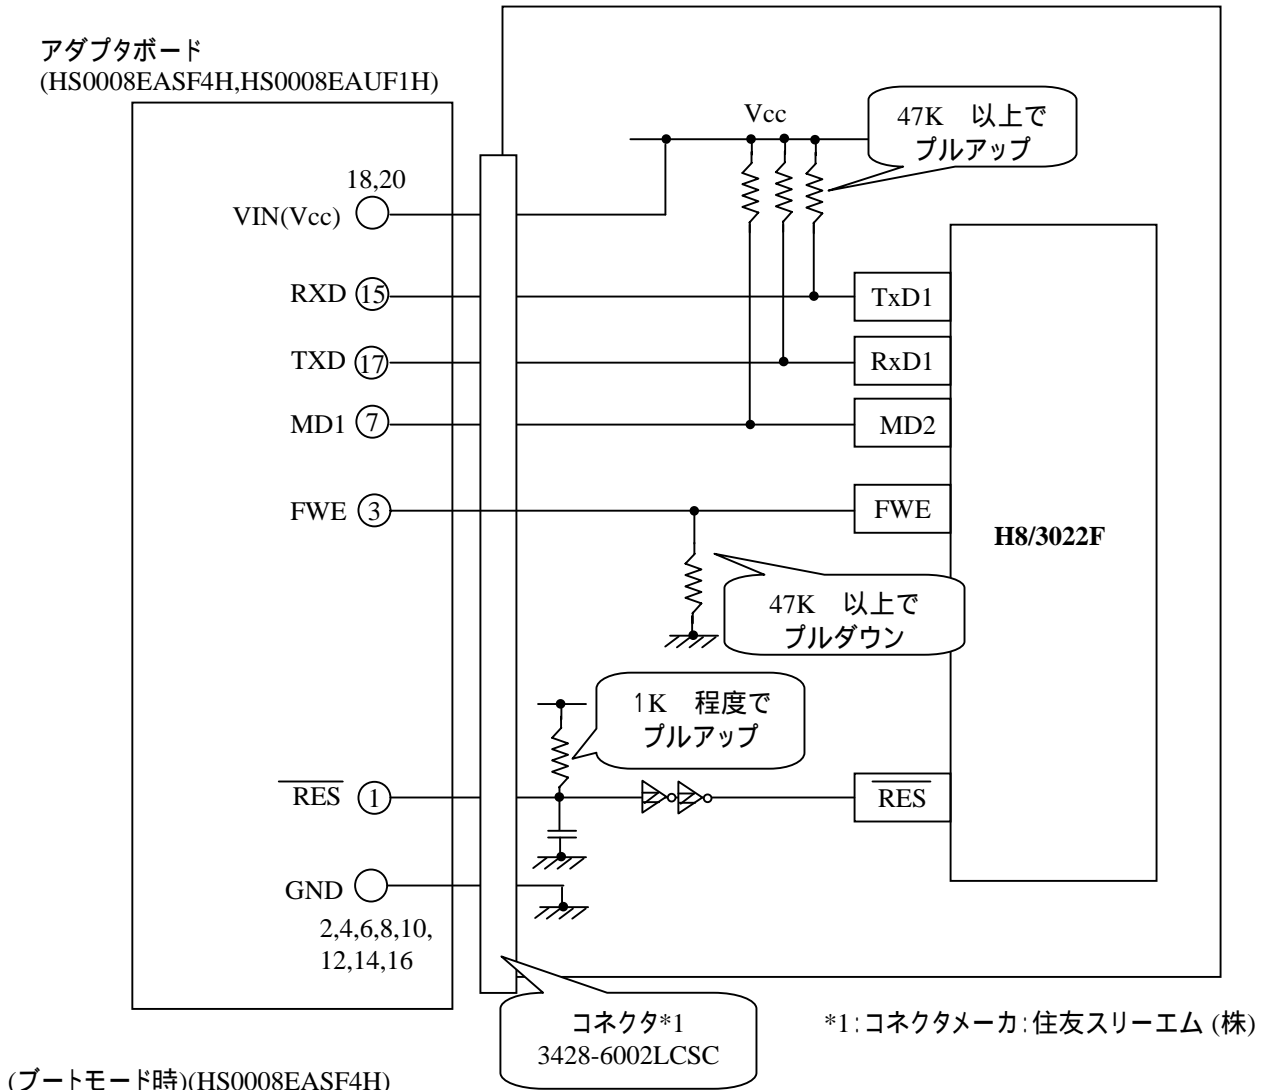 アダプタボード
(HS0008EASF4H,HS0008EAUF1H)
Vcc
47K 以上で
プルアップ
18,20
VIN(Vcc)
RXD 15
TxD1
TXD 17
RxD1
MD1 7
MD2
FWE 3
FWE
H8/3022F
47K 以上で
プルダウン
1K 程度で
プルアップ
RES 1
RES
GND
2,4,6,8,10,
12,14,16
コネクタ*1
3428-6002LCSC
*1:コネクタメーカ:住友スリーエム (株)
(ブートモード時)(HS0008EASF4H)